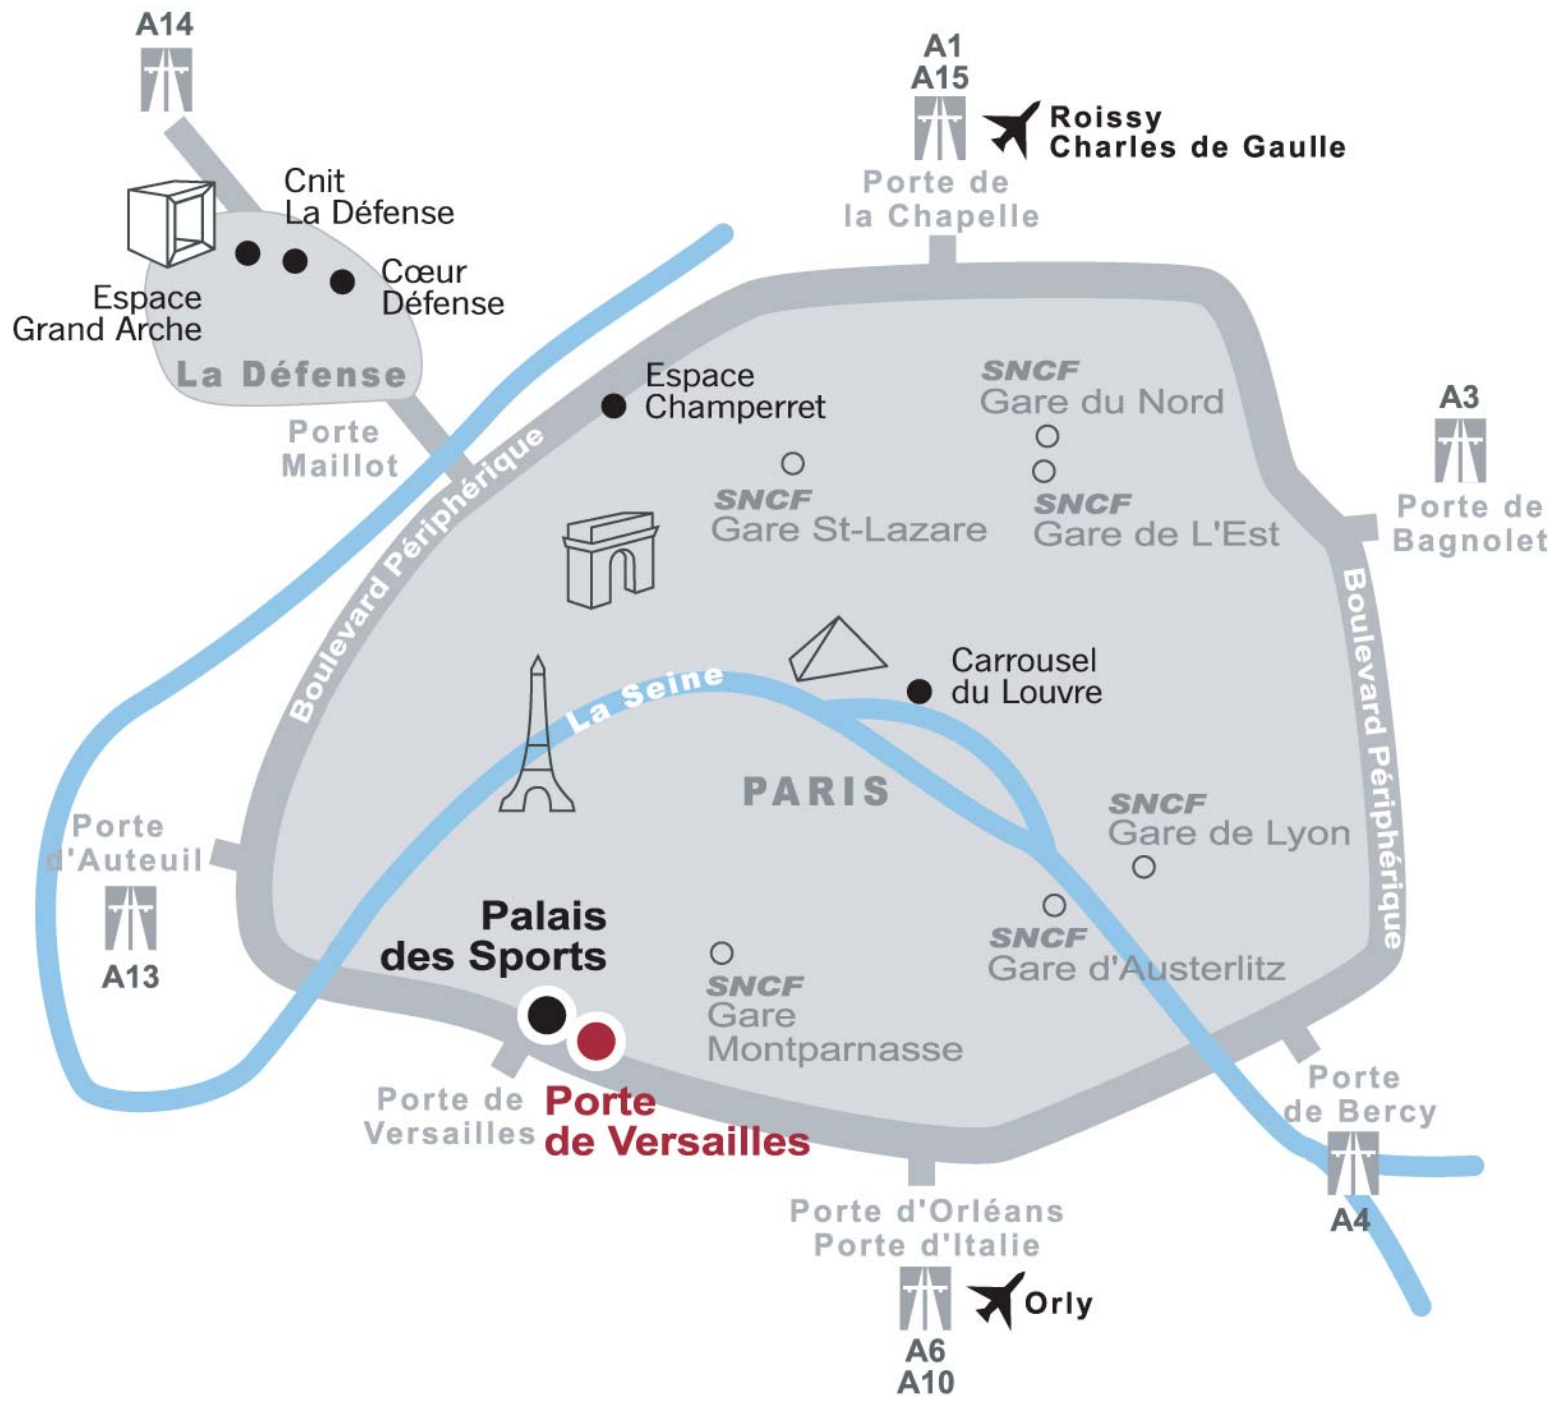 A14
A1
A15
Roissy
Charles de Gaulle
Porte de
la Chapelle
Cnit
La Défense
Cœur
Défense
Espace
Grand Arche
La Défense
Porte
Maillot
Espace
Champerret
SNCF
Gare du Nord
SNCF
Gare St-Lazare
SNCF
Gare de L'Est
A3
Porte de
Bagnolet
Boulevard Périphérique
Boulevard Périphérique
Carrousel
du Louvre
La Seine
PARIS
SNCF
Gare de Lyon
Porte
d'Auteuil
A13
Palais
des Sports
SNCF
Gare d'Austerlitz
SNCF
Gare
Montparnasse
Porte de
Versailles
Porte
de Versailles
Porte
de Bercy
A4
Porte d'Orléans
Porte d'Italie
Orly
A6
A10